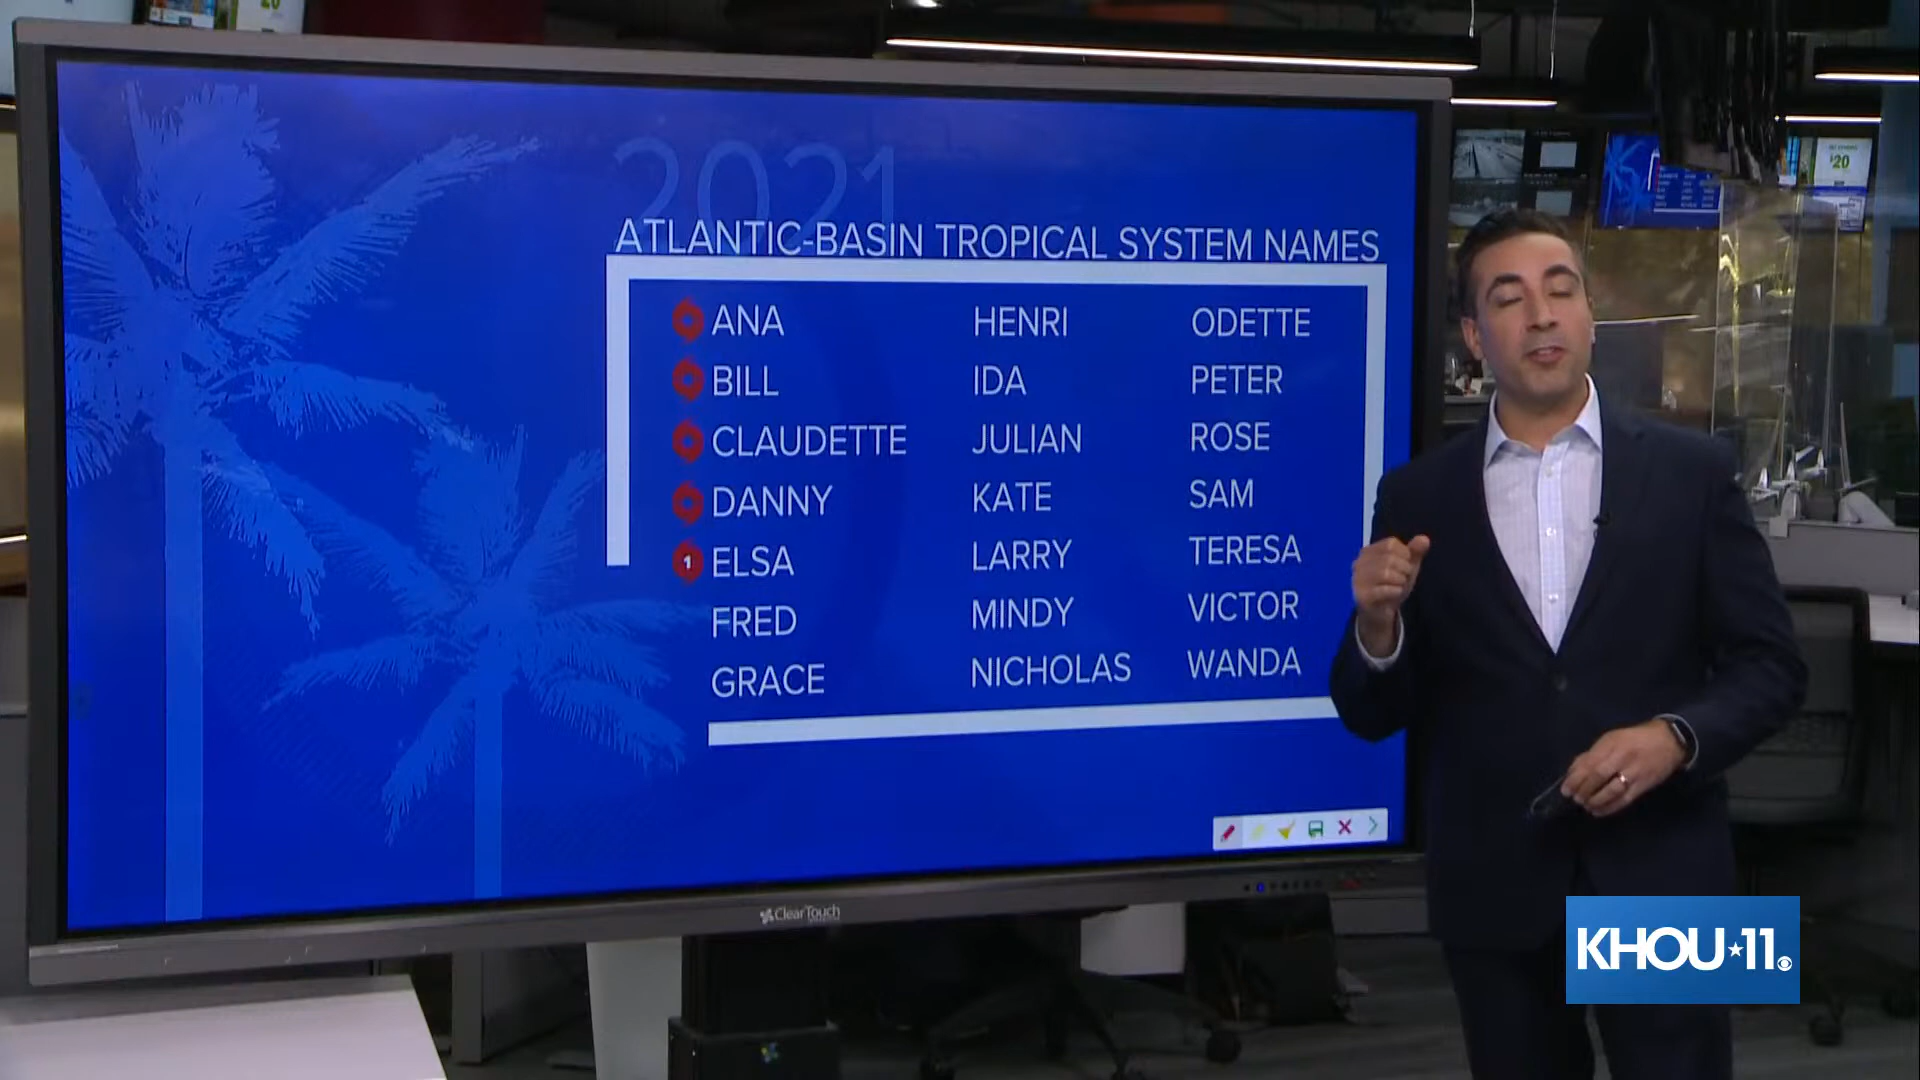 2021
ATLANTIC-BASIN TROPICAL SYSTEM NAMES
ANA
BILL
CLAUDETTE
DANNY
1 ELSA
FRED
GRACE
HENRI
IDA
JULIAN
KATE
LARRY
MINDY
NICHOLAS
ODETTE
PETER
ROSE
SAM
TERESA
VICTOR
WANDA
ClearTouch
20
$20
KHOU★11